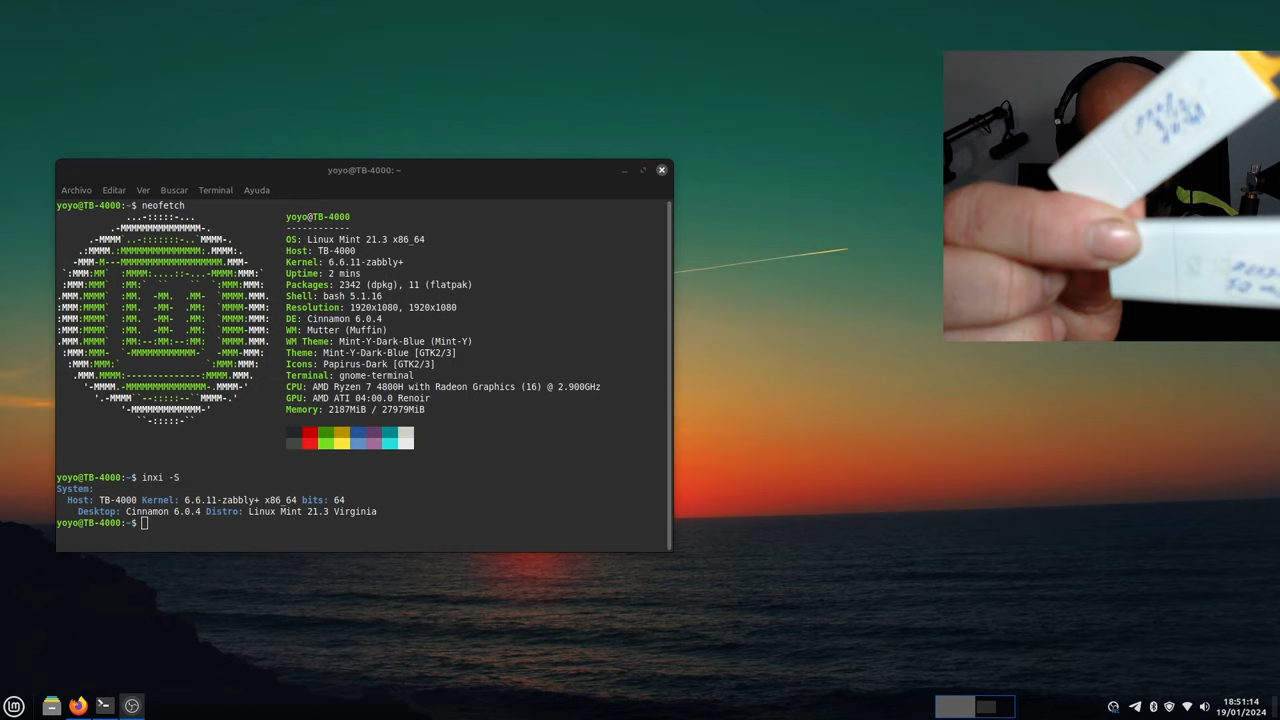 yoyo@TB-4000: ~
Archivo Editar Ver Buscar Terminal Ayuda
yoyo@TB-4000:~$ neofetch
yoyo@TB-4000
------------
OS: Linux Mint 21.3 x86_64
Host: TB-4000
Kernel: 6.6.11-zabbly+
Uptime: 2 mins
Packages: 2342 (dpkg), 11 (flatpak)
Shell: bash 5.1.16
Resolution: 1920x1080, 1920x1080
DE: Cinnamon 6.0.4
WM: Mutter (Muffin)
WM Theme: Mint-Y-Dark-Blue (Mint-Y)
Theme: Mint-Y-Dark-Blue [GTK2/3]
Icons: Papirus-Dark [GTK2/3]
Terminal: gnome-terminal
CPU: AMD Ryzen 7 4800H with Radeon Graphics (16) @ 2.900GHz
GPU: AMD ATI 04:00.0 Renoir
Memory: 2187MiB / 27979MiB
yoyo@TB-4000:~$ inxi -S
System:
Host: TB-4000 Kernel: 6.6.11-zabbly+ x86_64 bits: 64
Desktop: Cinnamon 6.0.4 Distro: Linux Mint 21.3 Virginia
yoyo@TB-4000:~$
18:51:14
19/01/2024